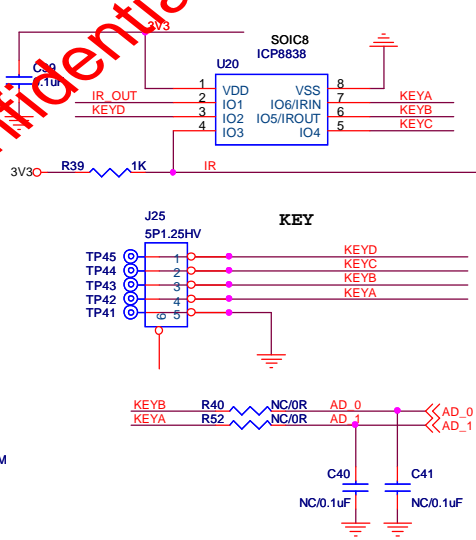 3V3
SOIC8
ICP8838
U20
C39
0.1uF
1 VDD VSS 8
IR_OUT 2 IO1 IO6/IRIN 7 KEYA
KEYD 3 IO2 IO5/IROUT 6 KEYB
4 IO3 IO4 5 KEYC
3V3 R39 1K IR
J25
KEY
5P1.25HV
TP45 1 KEYD
TP44 2 KEYC
TP43 3 KEYB
TP42 4 KEYA
TP41 5
6
KEYB R40 NC/0R AD_0 AD_0
KEYA R52 NC/0R AD_1 AD_1
M
C40 C41
NC/0.1uF NC/0.1uF